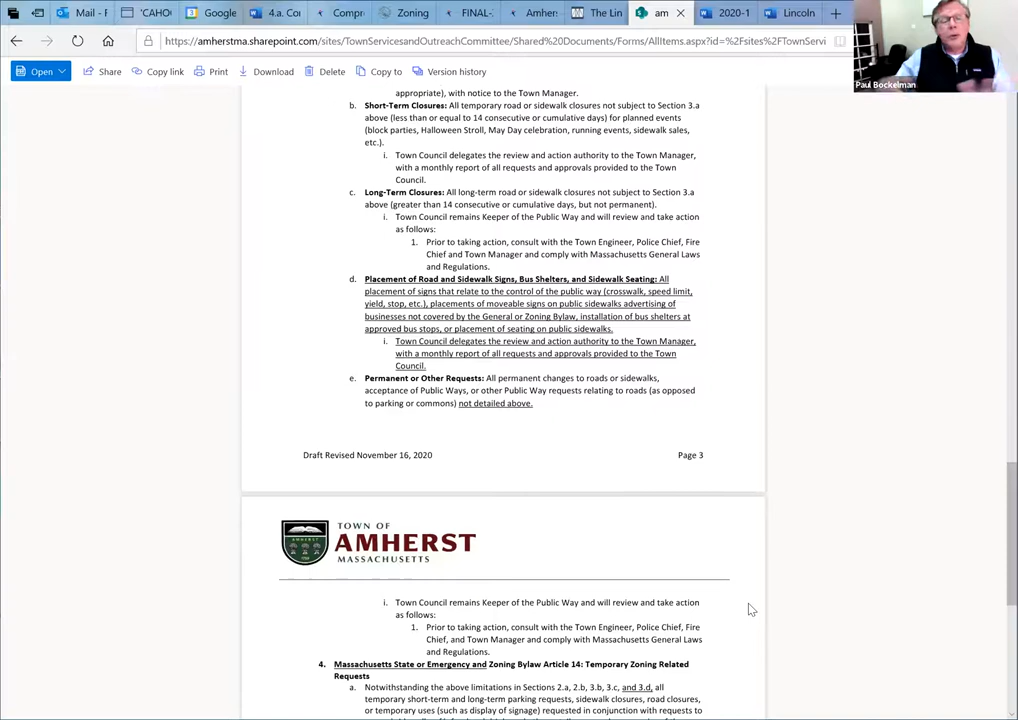 Mail - F
'CAHO
Google
4.a. Cor
Compr
Zoning
FINAL-
Amhers
The Lin
am
2020-1
Lincoln
https://amherstma.sharepoint.com/sites/TownServicesandOutreachCommittee/Shared%20Documents/Forms/AllItems.aspx?id=%2Fsites%2FTownServi
Open
Share
Copy link
Print
Download
Delete
Copy to
Version history
Paul Bockelman
appropriate), with notice to the Town Manager.
b. Short-Term Closures: All temporary road or sidewalk closures not subject to Section 3.a
above (less than or equal to 14 consecutive or cumulative days) for planned events
(block parties, Halloween Stroll, May Day celebration, running events, sidewalk sales,
etc.).
i. Town Council delegates the review and action authority to the Town Manager,
with a monthly report of all requests and approvals provided to the Town
Council.
c. Long-Term Closures: All long-term road or sidewalk closures not subject to Section 3.a
above (greater than 14 consecutive or cumulative days, but not permanent).
i. Town Council remains Keeper of the Public Way and will review and take action
as follows:
1. Prior to taking action, consult with the Town Engineer, Police Chief, Fire
Chief and Town Manager and comply with Massachusetts General Laws
and Regulations.
d. Placement of Road and Sidewalk Signs, Bus Shelters, and Sidewalk Seating: All
placement of signs that relate to the control of the public way (crosswalk, speed limit,
yield, stop, etc.), placements of moveable signs on public sidewalks advertising of
businesses not covered by the General or Zoning Bylaw, installation of bus shelters at
approved bus stops, or placement of seating on public sidewalks.
i. Town Council delegates the review and action authority to the Town Manager,
with a monthly report of all requests and approvals provided to the Town
Council.
e. Permanent or Other Requests: All permanent changes to roads or sidewalks,
acceptance of Public Ways, or other Public Way requests relating to roads (as opposed
to parking or commons) not detailed above.
Draft Revised November 16, 2020 Page 3
TOWN OF
AMHERST
MASSACHUSETTS
i. Town Council remains Keeper of the Public Way and will review and take action
as follows:
1. Prior to taking action, consult with the Town Engineer, Police Chief, Fire
Chief, and Town Manager and comply with Massachusetts General Laws
and Regulations.
4. Massachusetts State or Emergency and Zoning Bylaw Article 14: Temporary Zoning Related
Requests
a. Notwithstanding the above limitations in Sections 2.a, 2.b, 3.b, 3.c, and 3.d, all
temporary short-term and long-term parking requests, sidewalk closures, road closures,
or temporary uses (such as display of signage) requested in conjunction with requests to